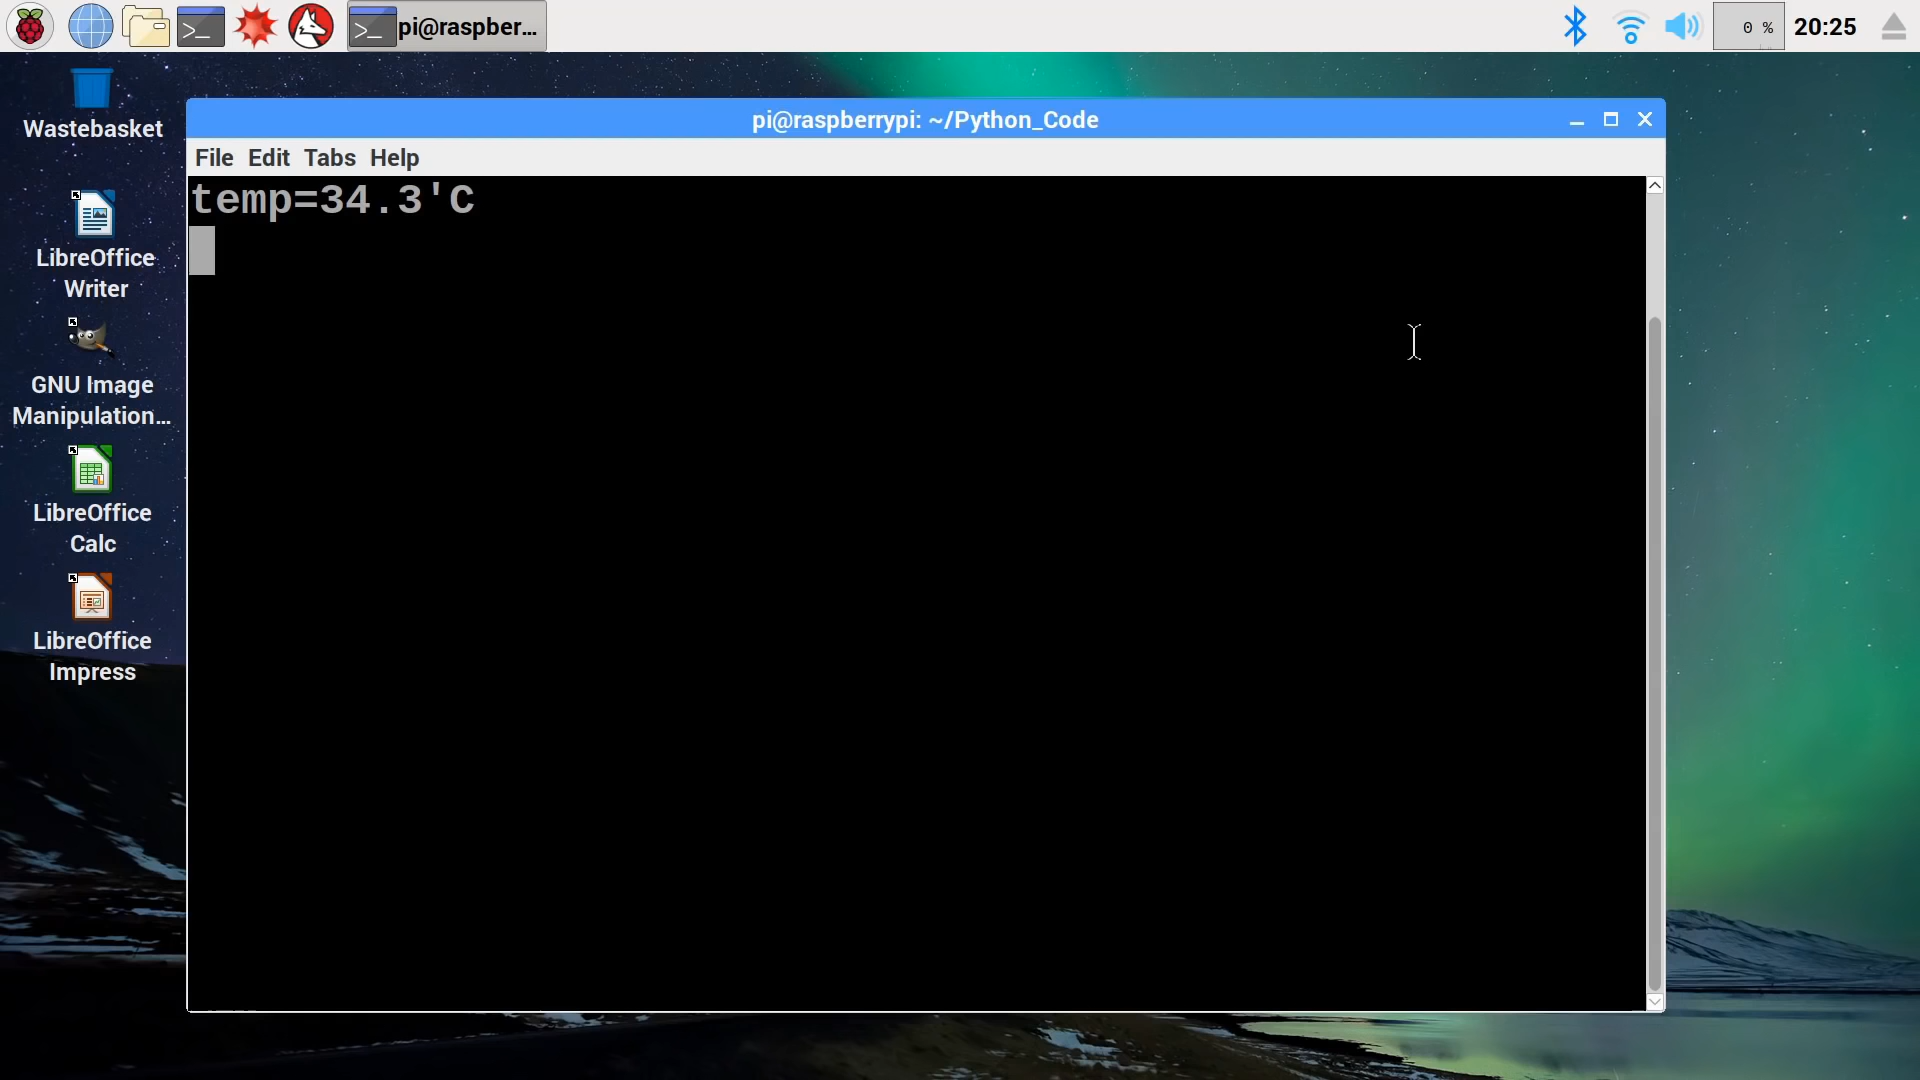 pi@raspber...
0 %
20:25
Wastebasket
LibreOffice
Writer
GNU Image
Manipulation...
LibreOffice
Calc
LibreOffice
Impress
pi@raspberrypi: ~/Python_Code
File Edit Tabs Help
temp=34.3'C